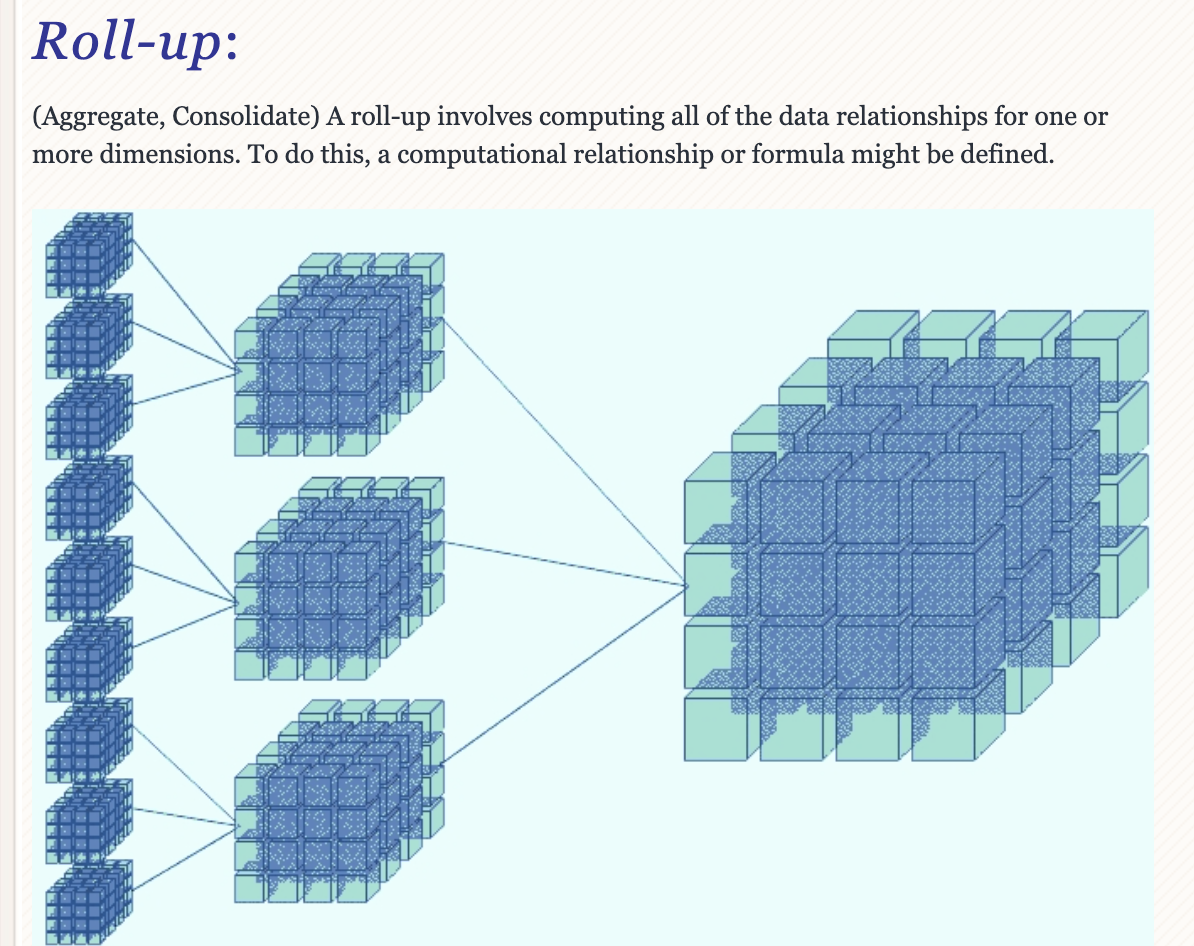 Roll-up:
(Aggregate, Consolidate) A roll-up involves computing all of the data relationships for one or
more dimensions. To do this, a computational relationship or formula might be defined.